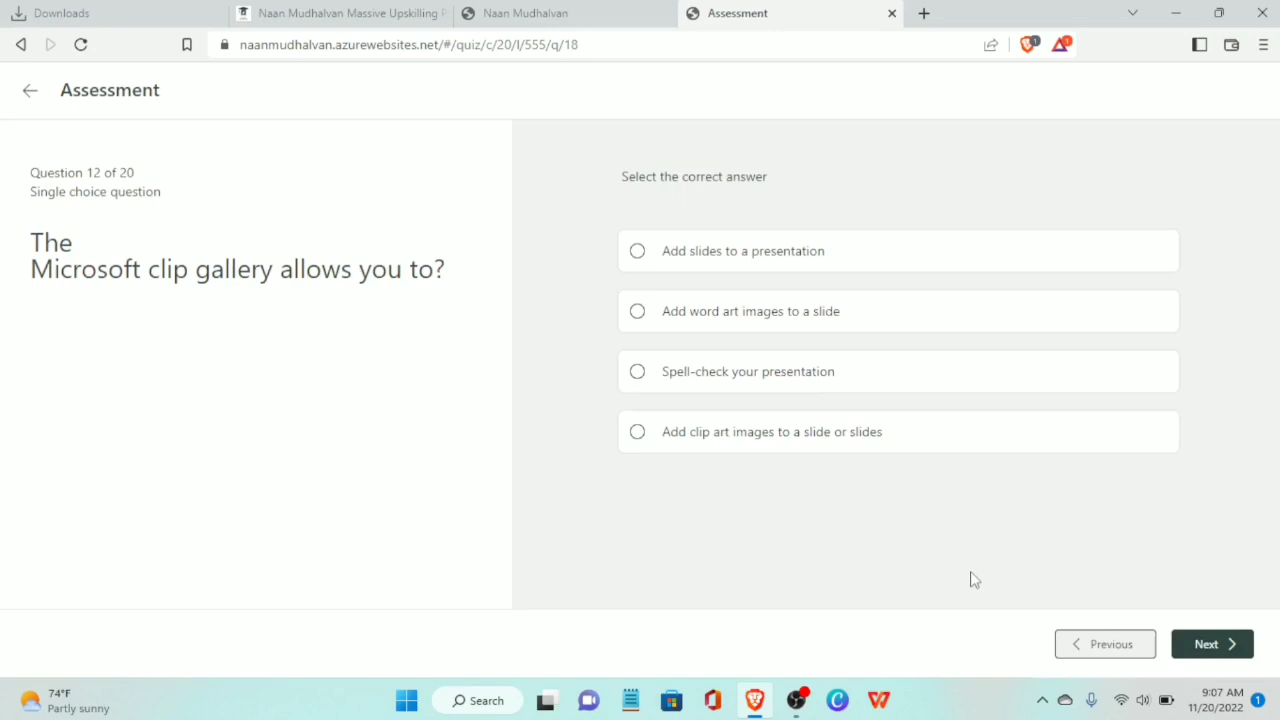 Downloads
Naan Mudhalvan Massive Upskilling P
Naan Mudhalvan
Assessment
naanmudhalvan.azurewebsites.net/#/quiz/c/20/l/555/q/18
1
1
Assessment
Question 12 of 20
Single choice question
The
Microsoft clip gallery allows you to?
Select the correct answer
Add slides to a presentation
Add word art images to a slide
Spell-check your presentation
Add clip art images to a slide or slides
Previous
Next
74°F
Partly sunny
Search
9:07 AM
11/20/2022
1